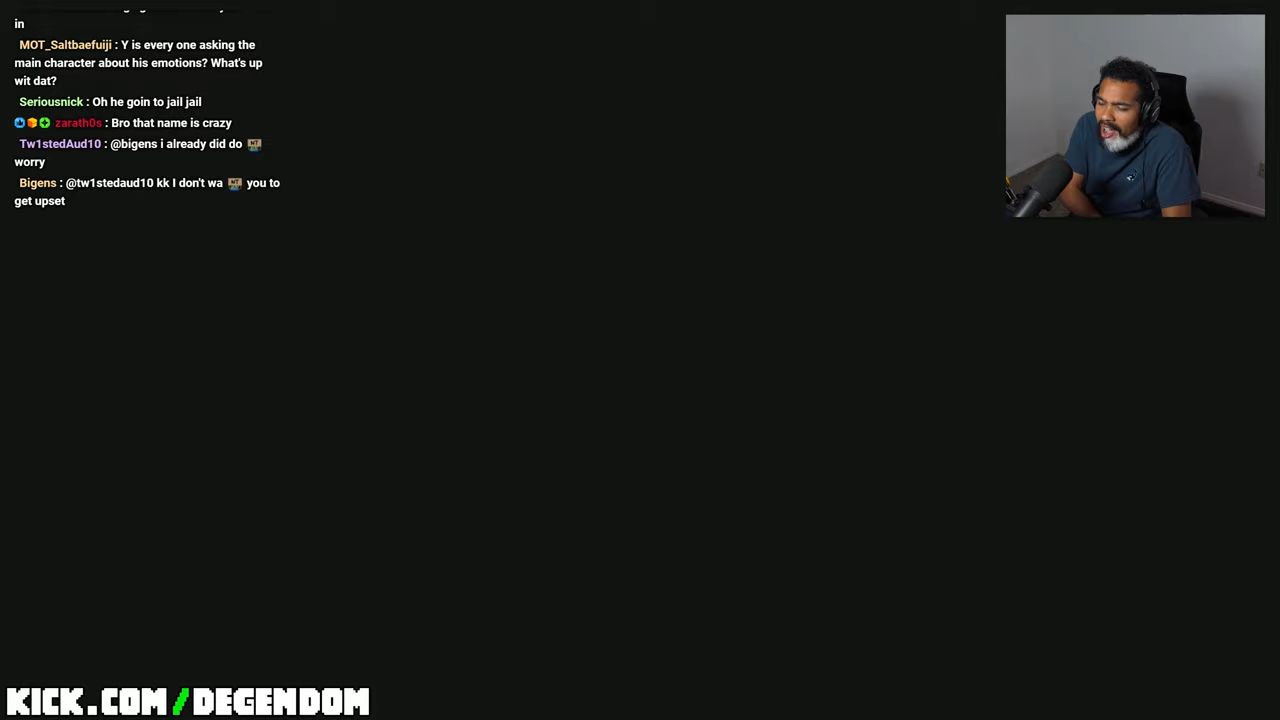 in
MOT_Saltbaefuiji : Y is every one asking the
main character about his emotions? What's up
wit dat?
Seriousnick : Oh he goin to jail jail
zarath0s : Bro that name is crazy
Tw1stedAud10 : @bigens i already did do
worry
Bigens : @tw1stedaud10 kk I don't wa you to
get upset
KICK.COM/DEGENDOM